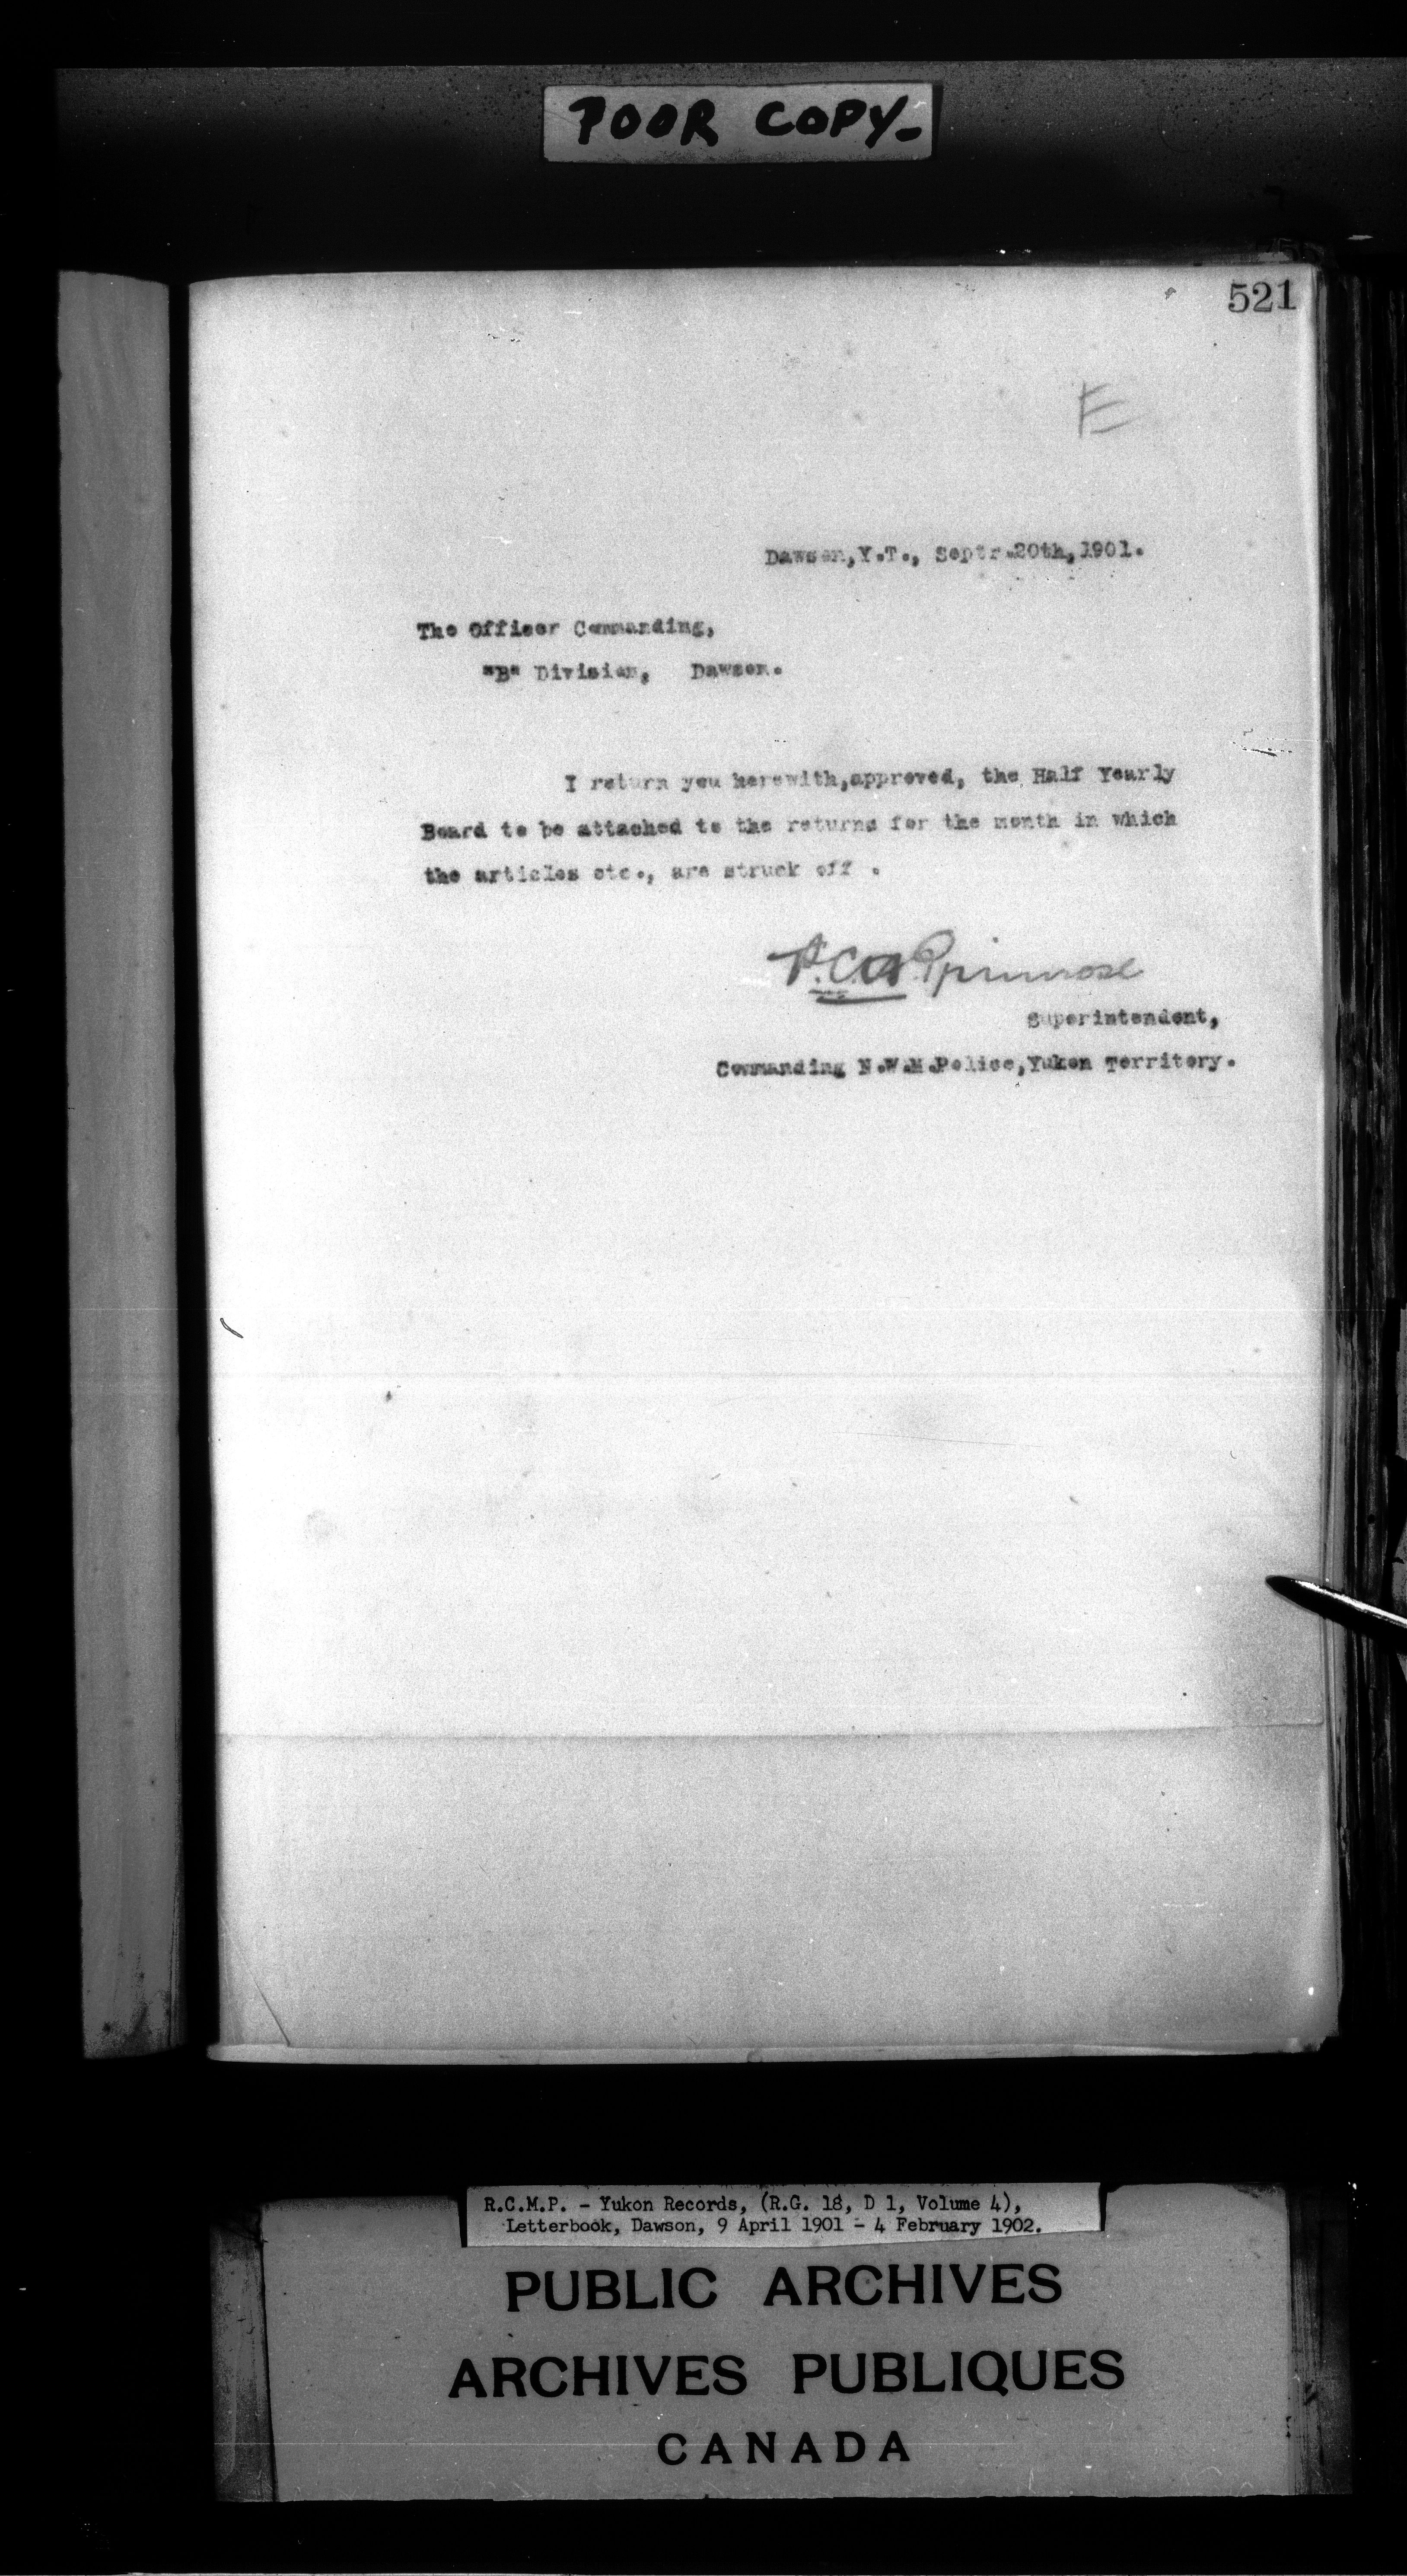 POOR COPY-
521
E
Dawson,Y.T., Septr.20th,1901.
The Officer Commanding,
"B" Division, Dawson.
I return you herewith,approved, the Half Yearly
Board to be attached to the returns for the month in which
the articles etc., are struck off .
P.C.H. Primrose
Superintendent,
Commanding N.W.M.Police,Yukon Territory.
R.C.M.P. - Yukon Records, (R.G. 18, D 1, Volume 4),
Letterbook, Dawson, 9 April 1901 - 4 February 1902.
PUBLIC ARCHIVES
ARCHIVES PUBLIQUES
CANADA